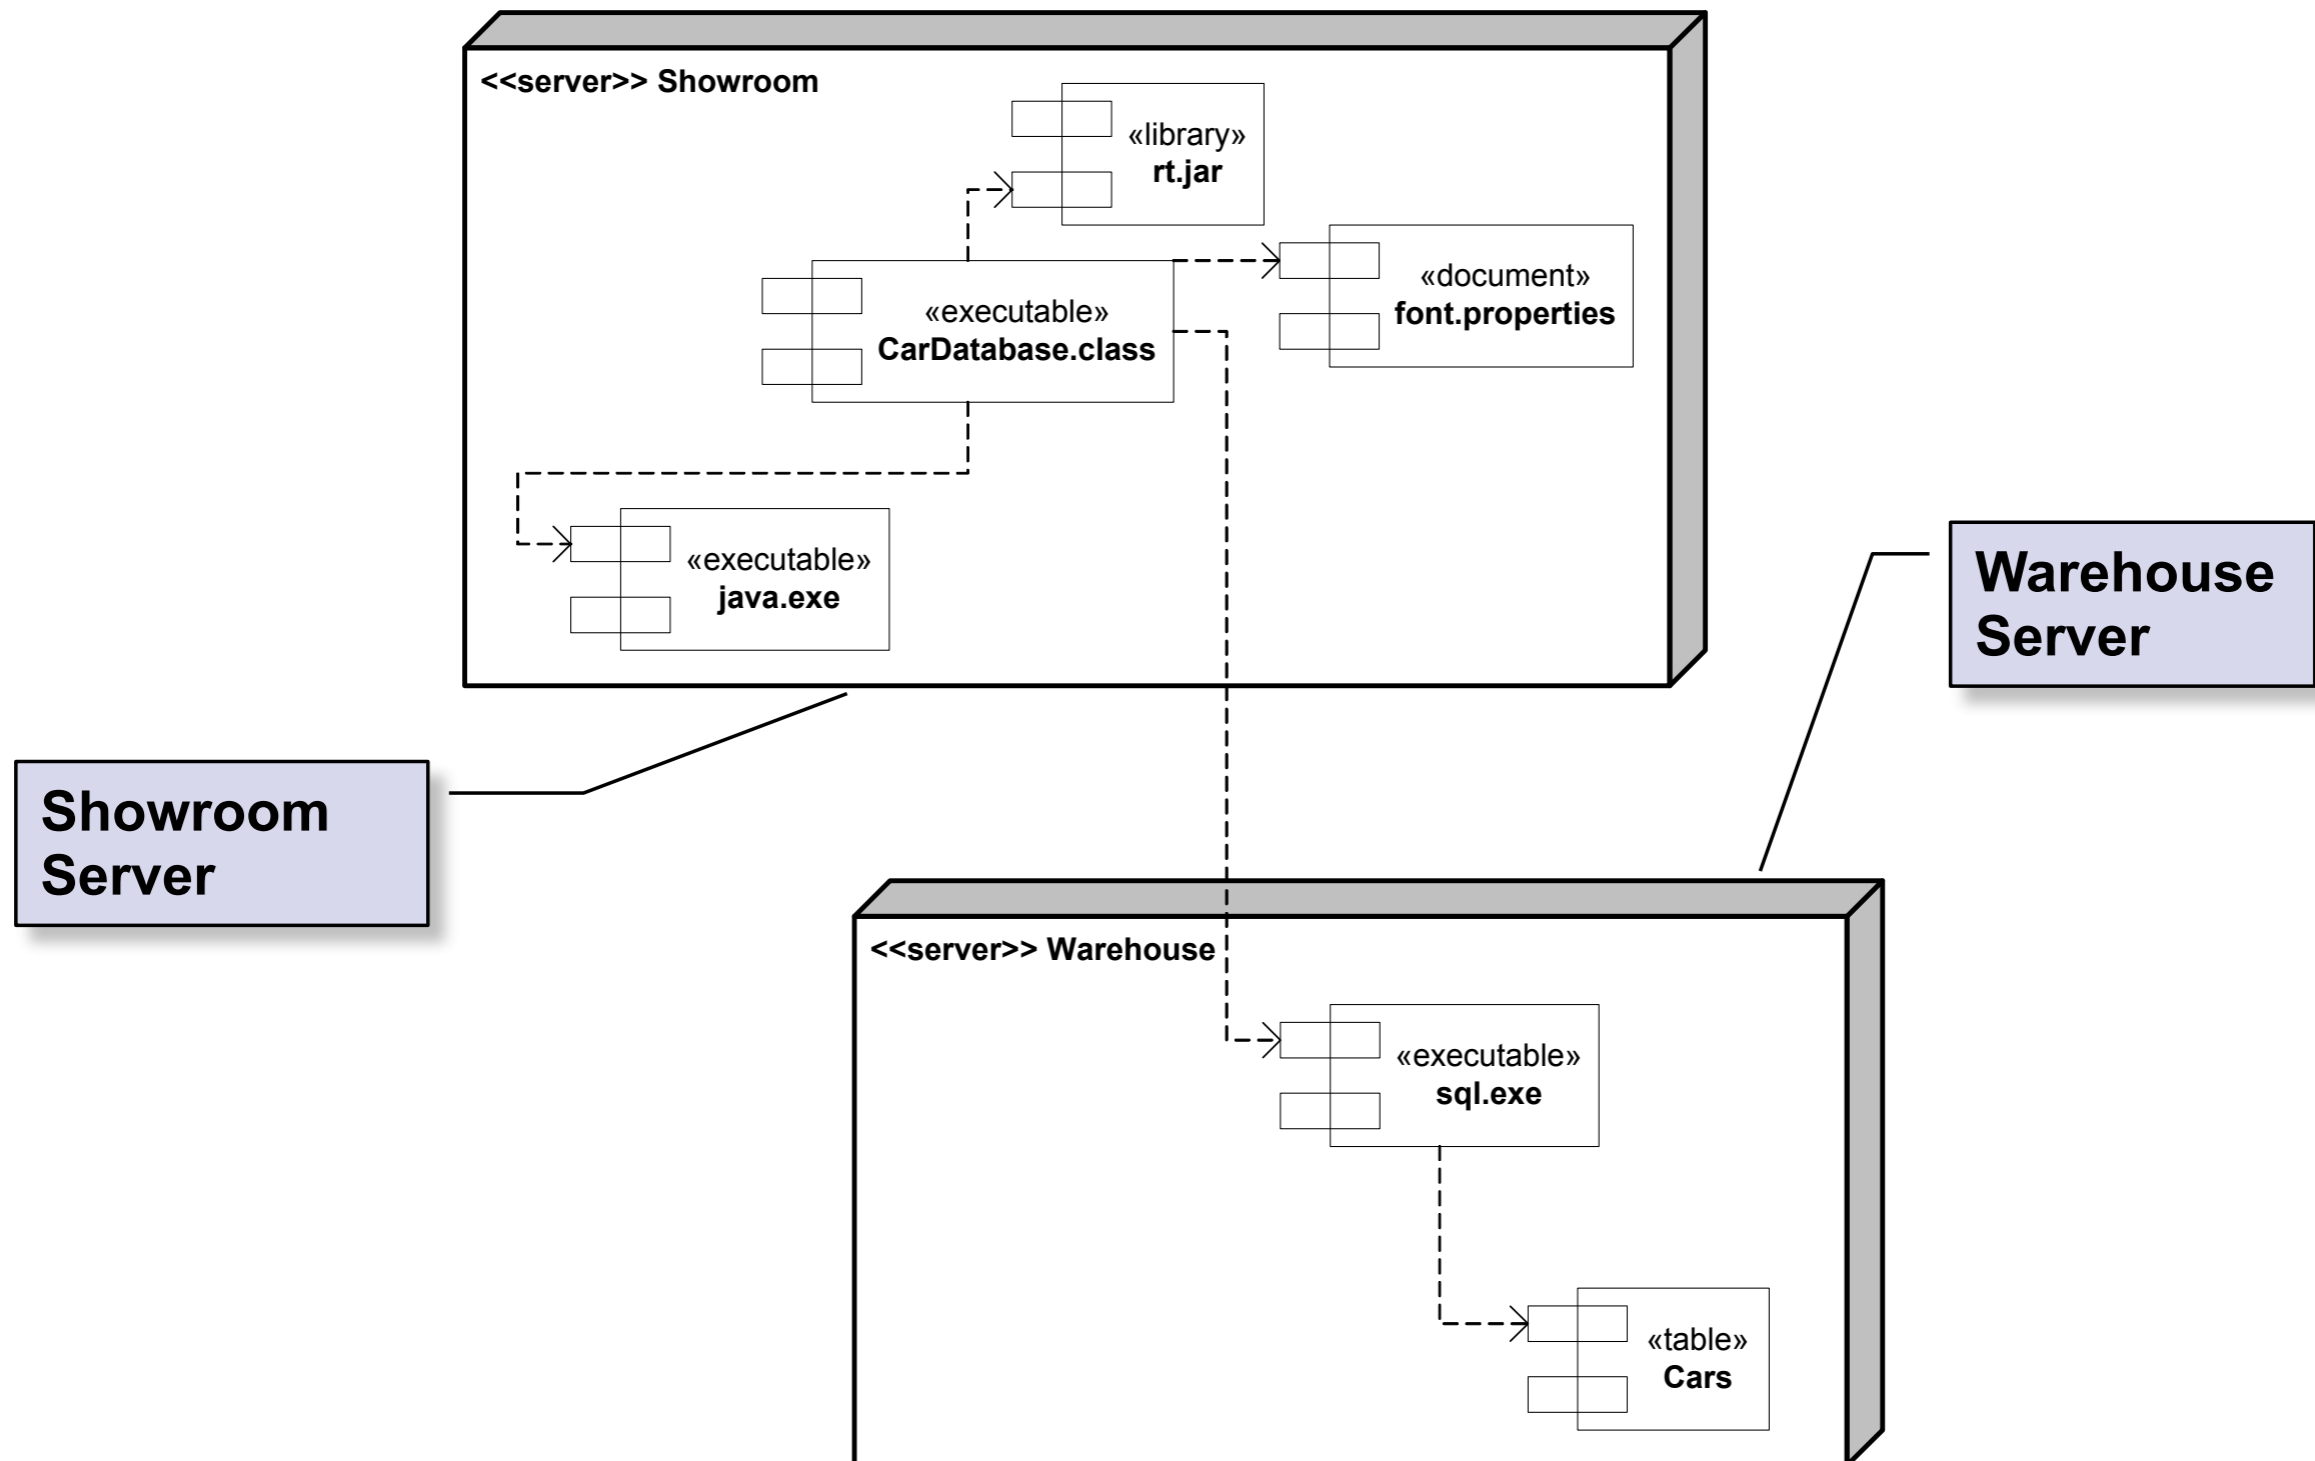 <<server>> Showroom
«library»
rt.jar
«document»
font.properties
«executable»
CarDatabase.class
«executable»
java.exe
Warehouse
Server
Showroom
Server
<<server>> Warehouse
«executable»
sql.exe
«table»
Cars